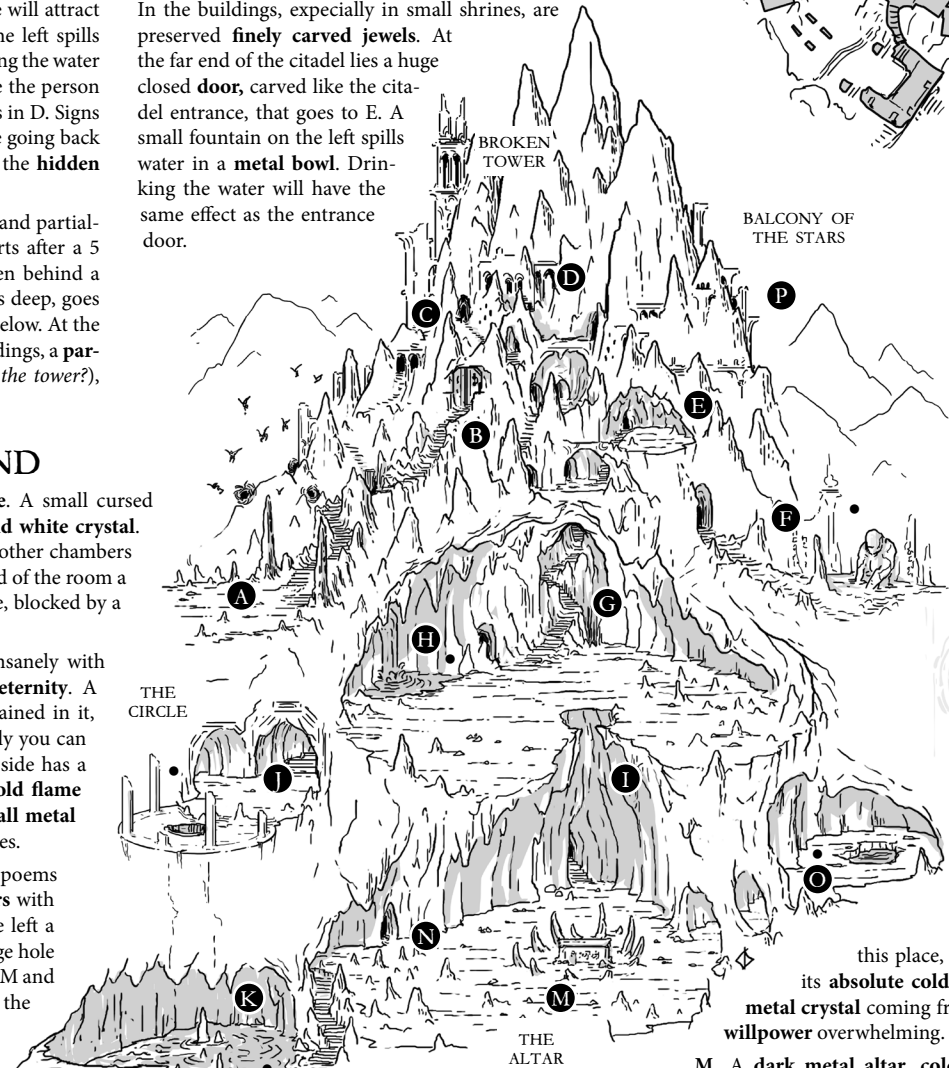 will attract
left spills
ing the water
the person
s in D. Signs
going back
the hidden
and partial-
rts after a 5
en behind a
s deep, goes
elow. At the
dings, a par-
the tower?),
ND
e. A small cursed
d white crystal.
other chambers
d of the room a
e, blocked by a
nsanely with
eternity. A
ained in it,
ly you can
side has a
old flame
all metal
es.
poems
rs with
e left a
ge hole
M and
the
In the buildings, expecially in small shrines, are
preserved finely carved jewels. At
the far end of the citadel lies a huge
closed door, carved like the cita-
del entrance, that goes to E. A
small fountain on the left spills
water in a metal bowl. Drin-
king the water will have the
same effect as the entrance
door.
BROKEN
TOWER
BALCONY OF
THE STARS
D
P
C
E
B
F
A
G
H
THE
CIRCLE
J
I
O
N
K
M
THE
ALTAR
this place,
its absolute cold
metal crystal coming fr
willpower overwhelming.
M. A dark metal altar, col